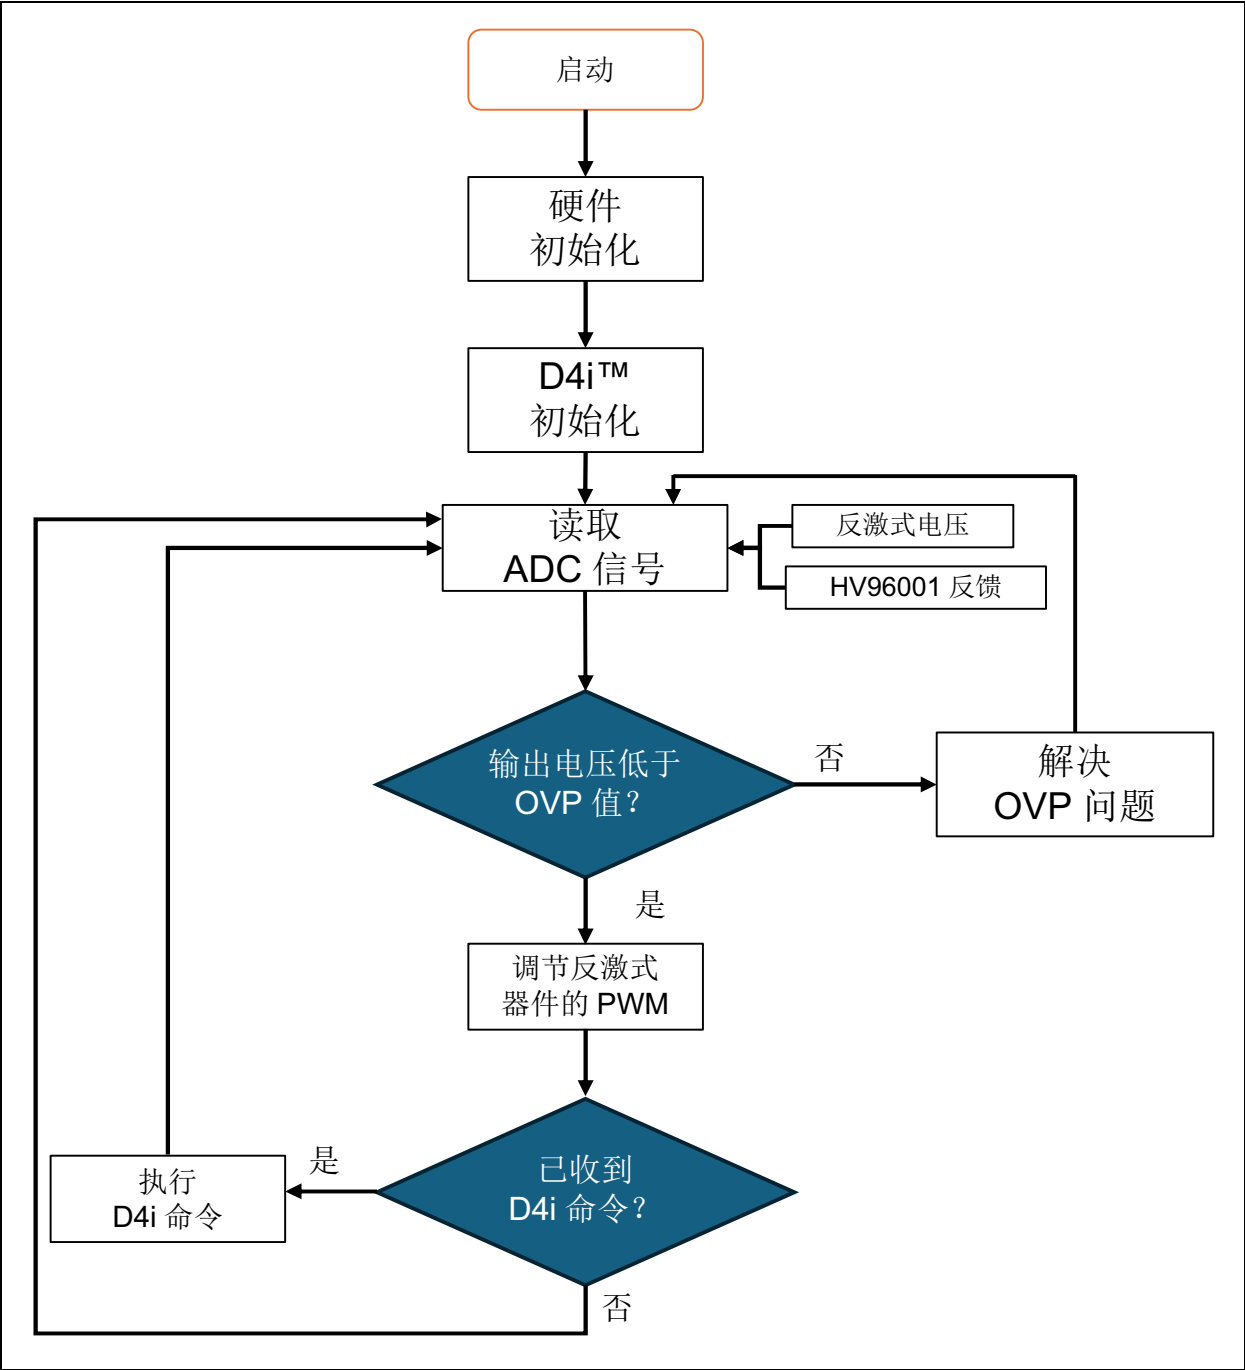 启动
硬件
初始化
D4i™
初始化
读取
ADC 信号
反激式电压
HV96001 反馈
输出电压低于
OVP 值？
否
解决
OVP 问题
是
调节反激式
器件的 PWM
已收到
D4i 命令？
是
执行
D4i 命令
否